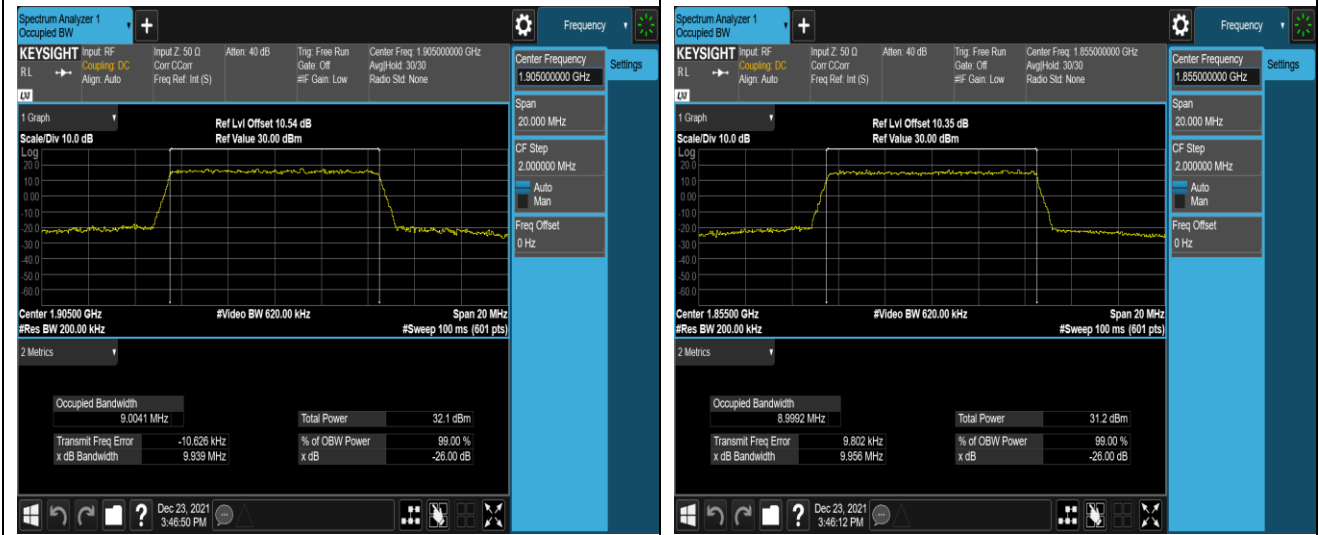 Spectrum Analyzer 1
Occupied BW
+
Frequency
KEYSIGHT Input: RF Input Z: 50 Ω Atten: 40 dB Trig: Free Run Center Freq: 1.905000000 GHz
Coupling: DC Corr CCorr Gate: Off Avg|Hold: 30/30
RL Align: Auto Freq Ref: Int (S) #IF Gain: Low Radio Std: None
LXI
Center Frequency
1.905000000 GHz
Settings
Span
20.000 MHz
CF Step
2.000000 MHz
Auto
Man
Freq Offset
0 Hz
1 Graph
Scale/Div 10.0 dB
Ref Lvl Offset 10.54 dB
Ref Value 30.00 dBm
Log
20.0
10.0
0.00
-10.0
-20.0
-30.0
-40.0
-50.0
-60.0
Center 1.90500 GHz #Video BW 620.00 kHz Span 20 MHz
#Res BW 200.00 kHz #Sweep 100 ms (601 pts)
2 Metrics
Occupied Bandwidth
9.0041 MHz
Total Power 32.1 dBm
Transmit Freq Error -10.626 kHz % of OBW Power 99.00 %
x dB Bandwidth 9.939 MHz x dB -26.00 dB
? Dec 23, 2021
3:46:50 PM
Spectrum Analyzer 1
Occupied BW
+
Frequency
KEYSIGHT Input: RF Input Z: 50 Ω Atten: 40 dB Trig: Free Run Center Freq: 1.855000000 GHz
Coupling: DC Corr CCorr Gate: Off Avg|Hold: 30/30
RL Align: Auto Freq Ref: Int (S) #IF Gain: Low Radio Std: None
LXI
Center Frequency
1.855000000 GHz
Settings
Span
20.000 MHz
CF Step
2.000000 MHz
Auto
Man
Freq Offset
0 Hz
1 Graph
Scale/Div 10.0 dB
Ref Lvl Offset 10.35 dB
Ref Value 30.00 dBm
Log
20.0
10.0
0.00
-10.0
-20.0
-30.0
-40.0
-50.0
-60.0
Center 1.85500 GHz #Video BW 620.00 kHz Span 20 MHz
#Res BW 200.00 kHz #Sweep 100 ms (601 pts)
2 Metrics
Occupied Bandwidth
8.9992 MHz
Total Power 31.2 dBm
Transmit Freq Error 9.802 kHz % of OBW Power 99.00 %
x dB Bandwidth 9.956 MHz x dB -26.00 dB
? Dec 23, 2021
3:46:12 PM